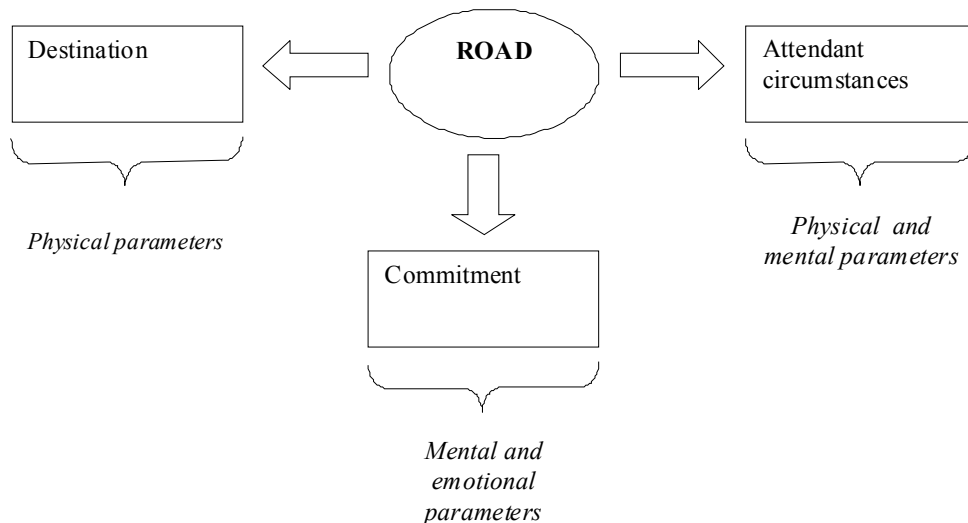 Destination
ROAD
Attendant
circumstances
Physical parameters
Physical and
mental parameters
Commitment
Mental and
emotional
parameters